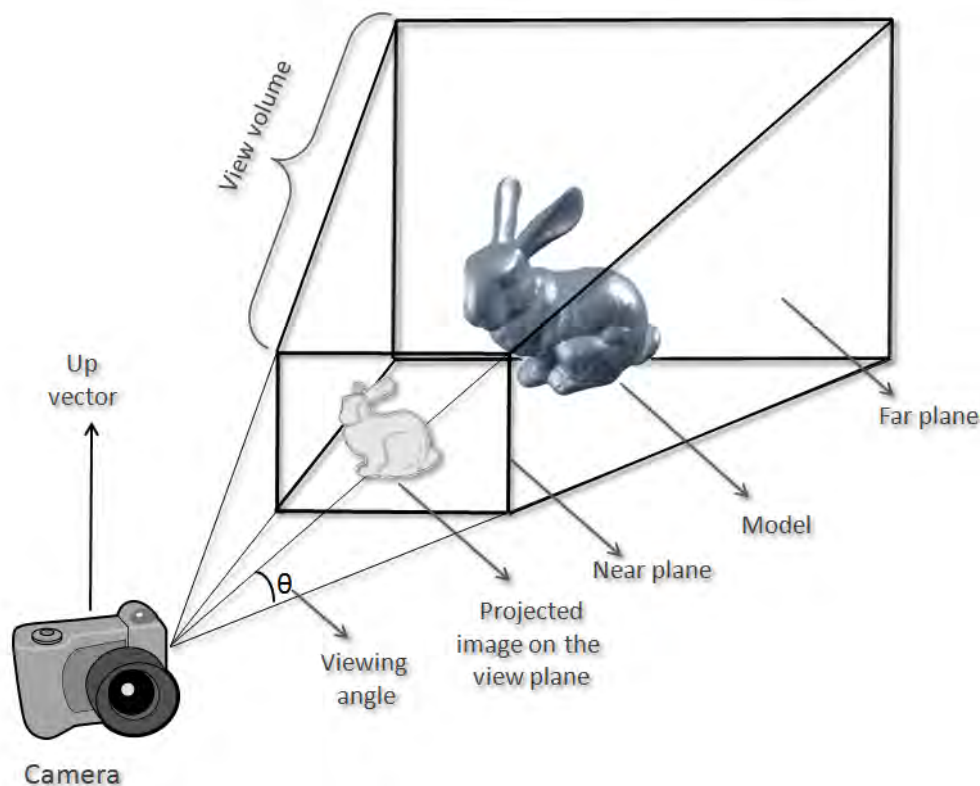 View volume
Up
vector
Far plane
Model
Near plane
θ
Projected
image on the
view plane
Viewing
angle
Camera